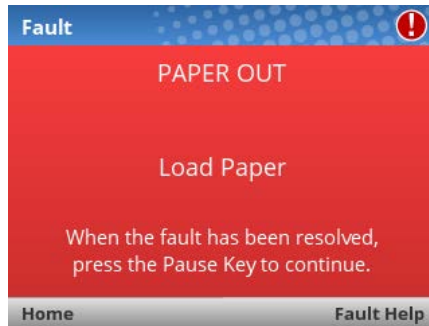 Fault
PAPER OUT
Load Paper
When the fault has been resolved,
press the Pause Key to continue.
Home Fault Help